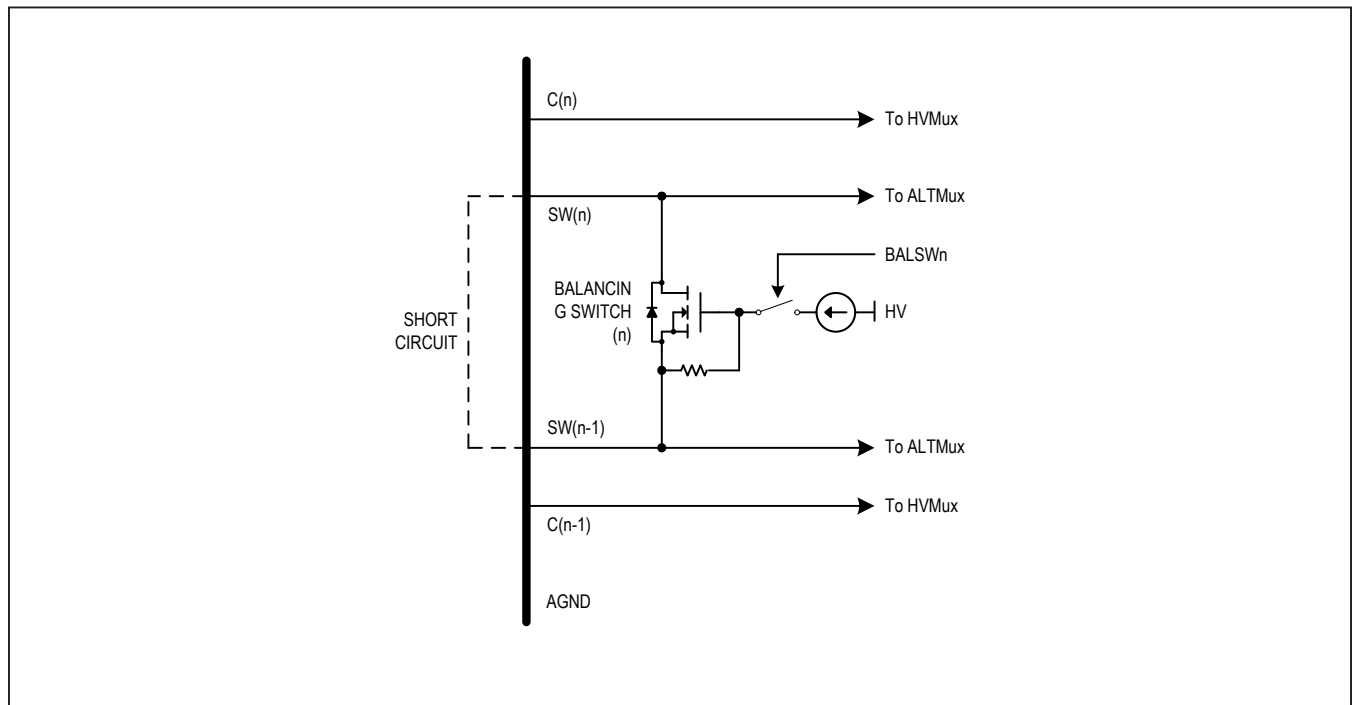 C(n)
To HVMux
To ALTMux
SW(n)
BALSWn
BALANCIN
G SWITCH
(n)
HV
SHORT
CIRCUIT
SW(n-1)
To ALTMux
To HVMux
C(n-1)
AGND